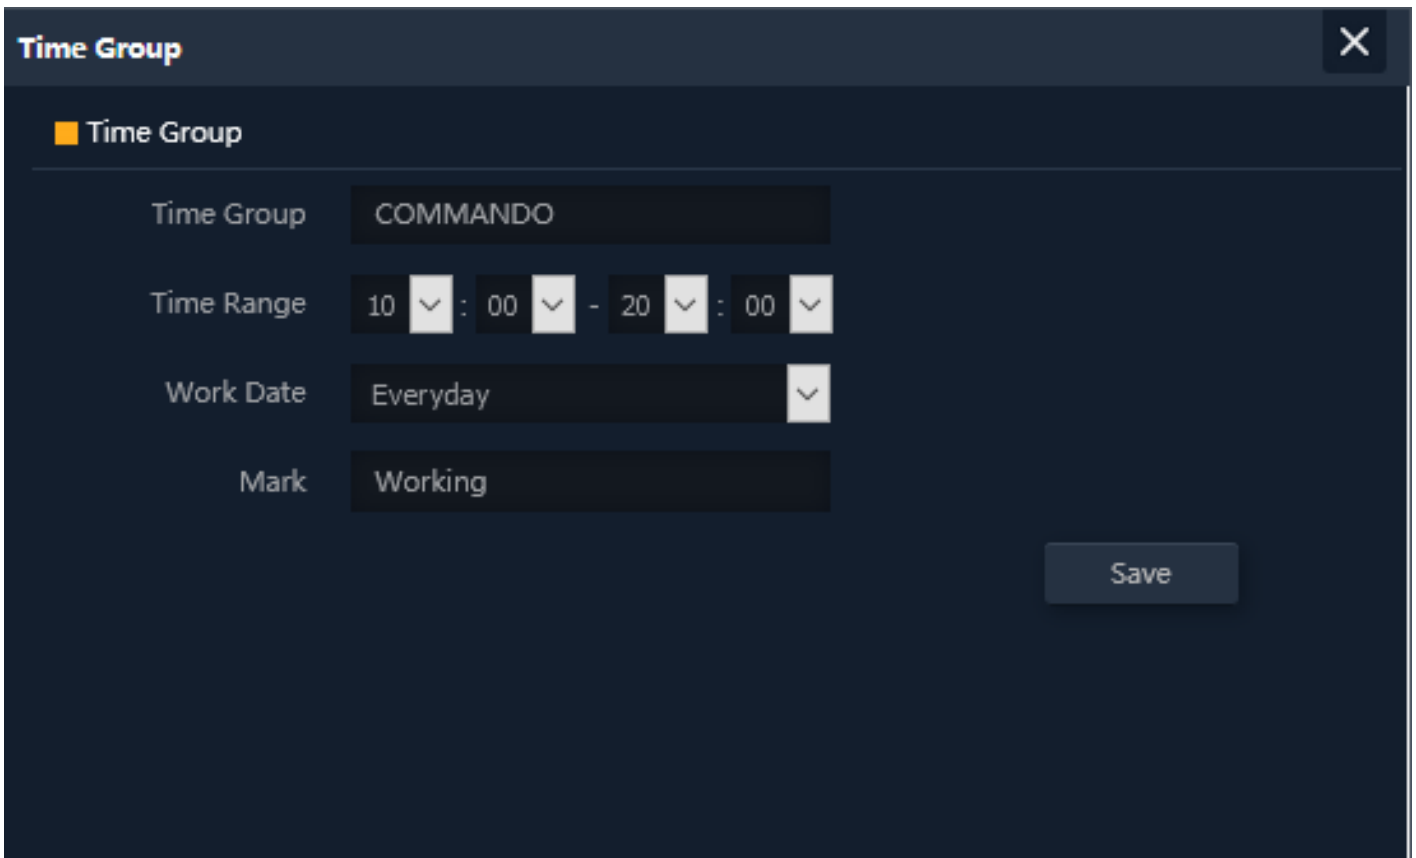 Time Group
Time Group
Time Group COMMANDO
Time Range 10 : 00 - 20 : 00
Work Date Everyday
Mark Working
Save